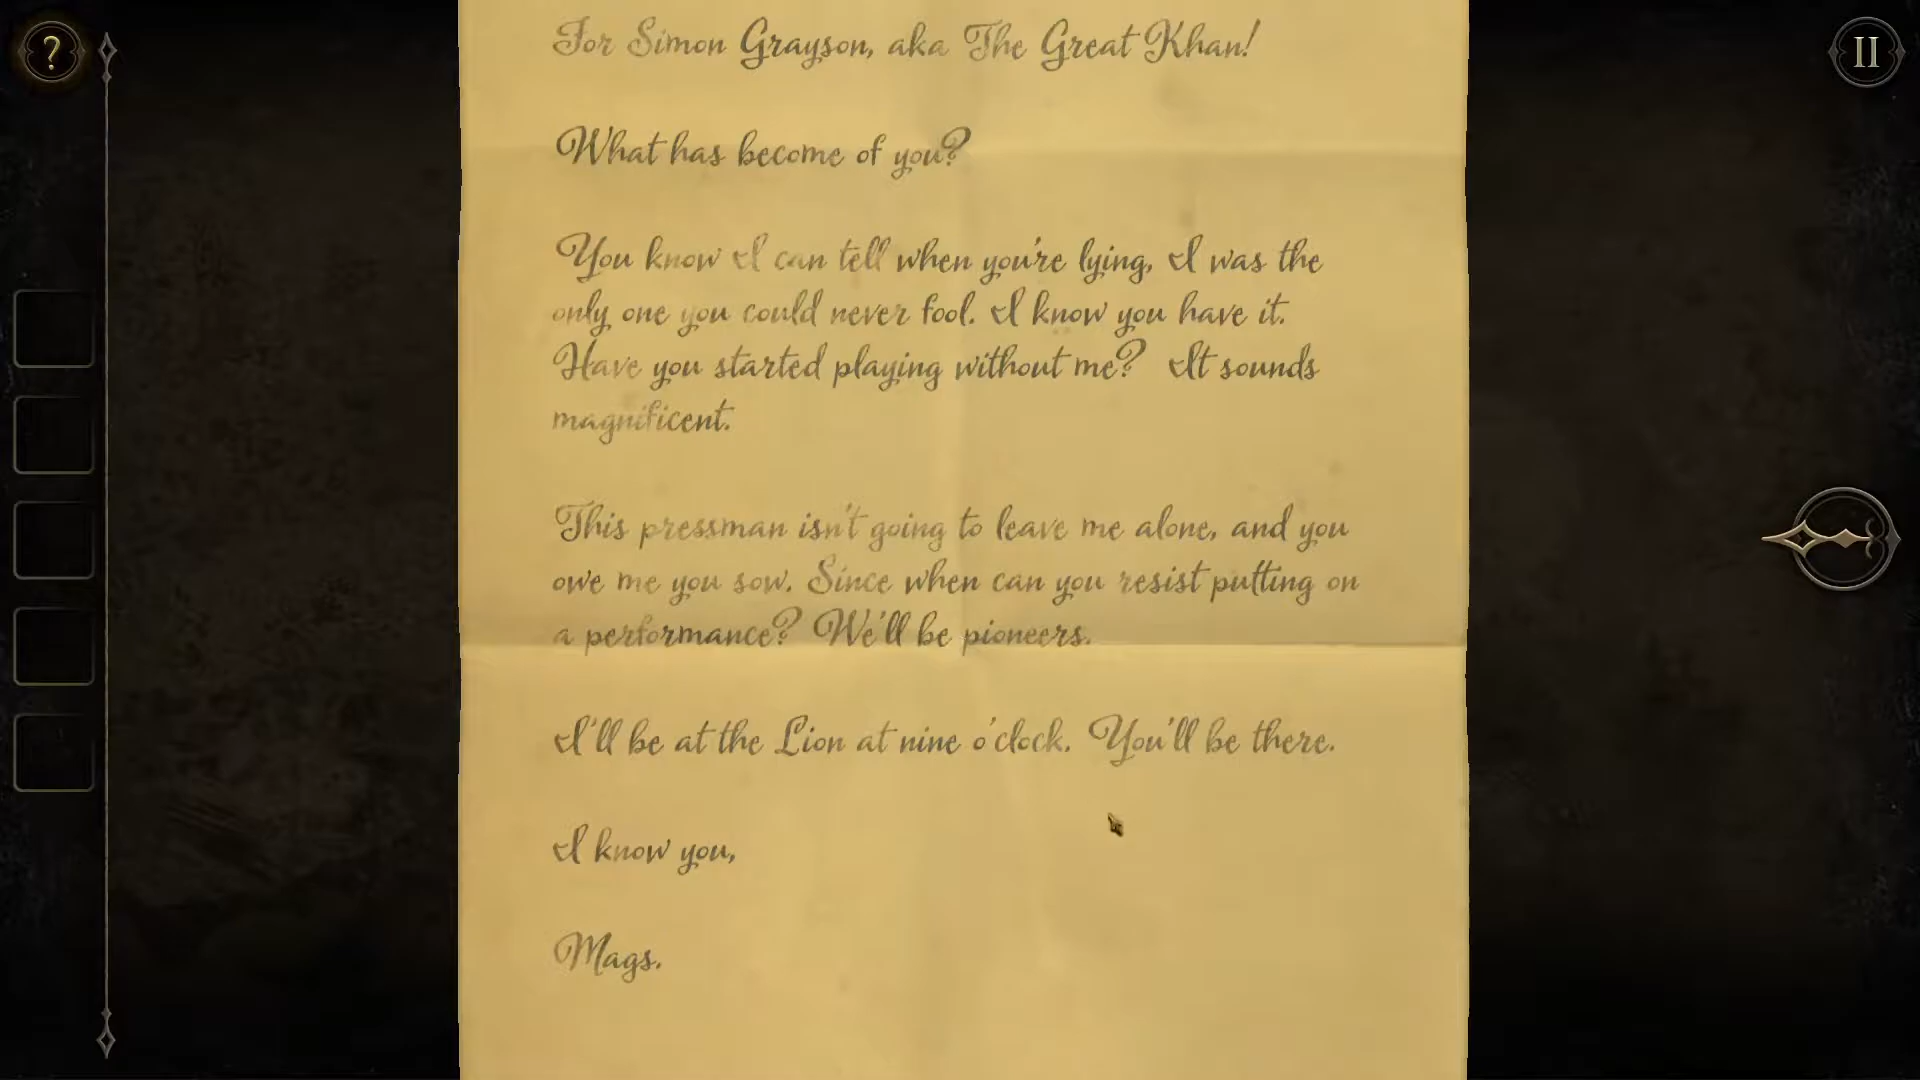 ?
II
For Simon Grayson, aka The Great Khan!
What has become of you?
You know I can tell when you're lying, I was the
only one you could never fool. I know you have it.
Have you started playing without me? It sounds
magnificent.
This pressman isn't going to leave me alone, and you
owe me you sow. Since when can you resist putting on
a performance? We'll be pioneers.
I'll be at the Lion at nine o'clock. You'll be there.
I know you,
Mags.